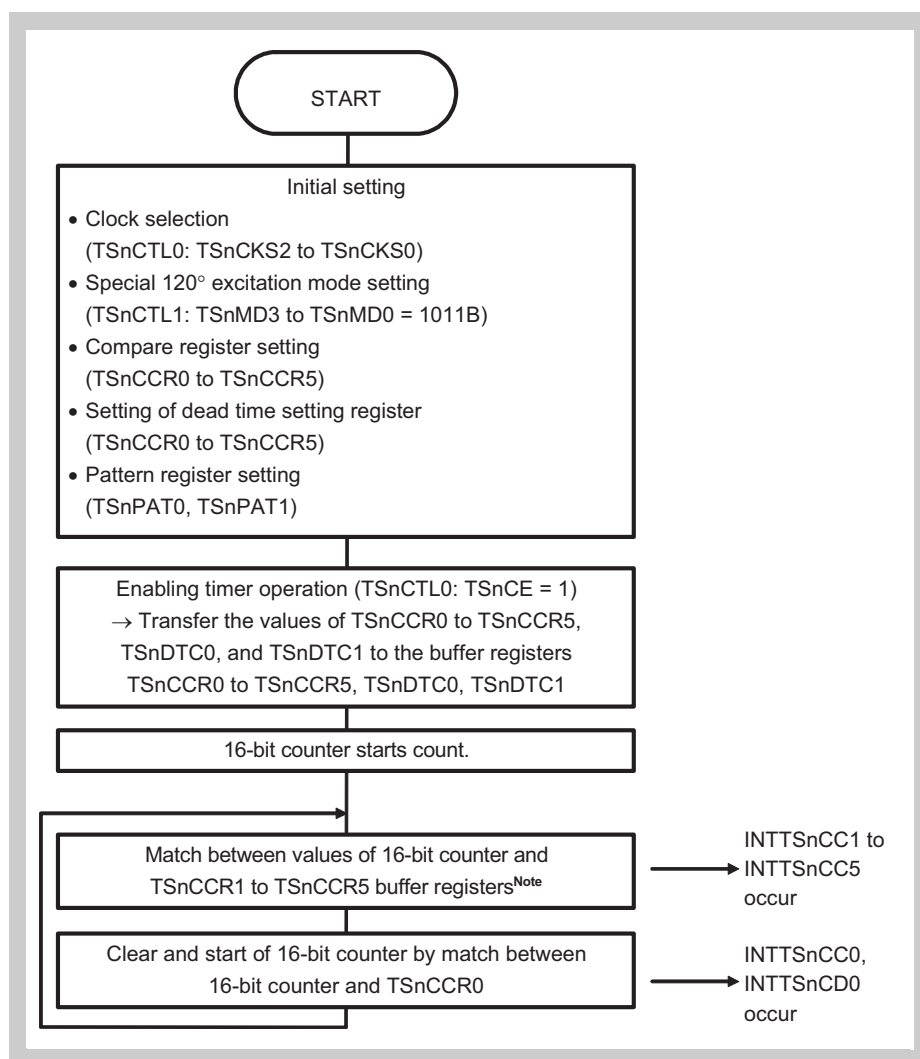 START
Initial setting
• Clock selection
(TSnCTL0: TSnCKS2 to TSnCKS0)
• Special 120° excitation mode setting
(TSnCTL1: TSnMD3 to TSnMD0 = 1011B)
• Compare register setting
(TSnCCR0 to TSnCCR5)
• Setting of dead time setting register
(TSnCCR0 to TSnCCR5)
• Pattern register setting
(TSnPAT0, TSnPAT1)
Enabling timer operation (TSnCTL0: TSnCE = 1)
→ Transfer the values of TSnCCR0 to TSnCCR5,
TSnDTC0, and TSnDTC1 to the buffer registers
TSnCCR0 to TSnCCR5, TSnDTC0, TSnDTC1
16-bit counter starts count.
Match between values of 16-bit counter and
TSnCCR1 to TSnCCR5 buffer registersNote
INTTSnCC1 to
INTTSnCC5
occur
Clear and start of 16-bit counter by match between
16-bit counter and TSnCCR0
INTTSnCC0,
INTTSnCD0
occur